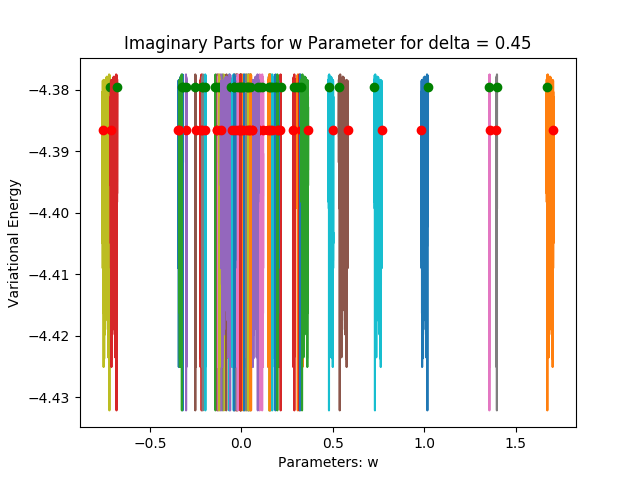 Imaginary Parts for w Parameter for delta = 0.45
Variational Energy
−4.38
−4.39
−4.40
−4.41
−4.42
−4.43
−0.5 0.0 0.5 1.0 1.5
Parameters: w